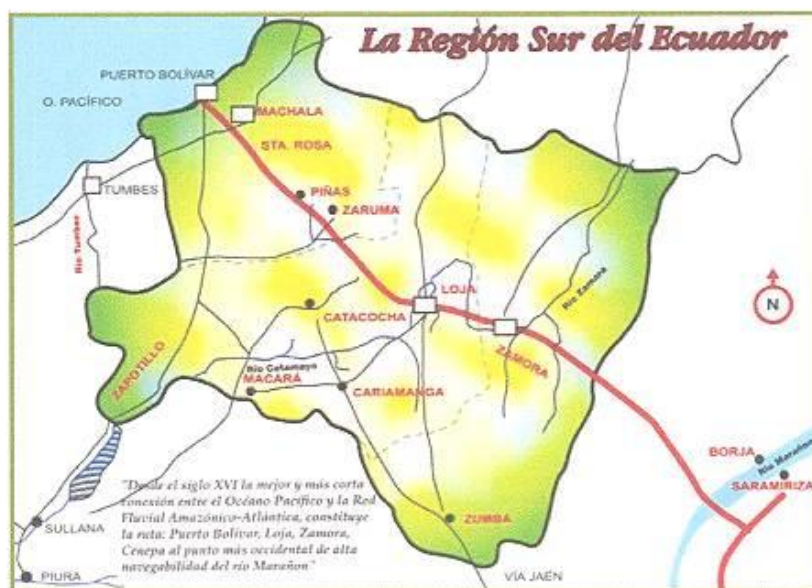 La Región Sur del Ecuador
PUERTO BOLÍVAR
O. PACÍFICO
MACHALA
STA. ROSA
TUMBES
PIÑAS
ZARUMA
Río Tumbes
LOJA
Río Zamora
N
CATACOCHA
ZAMORA
ZAPOTILLO
Río Catamayo
MACARÁ
CARIAMANGA
BORJA
Río Marañon
SARAMIRIZA
"Desde el siglo XVI la mejor y más corta
conexión entre el Océano Pacífico y la Red
Fluvial Amazónico-Atlántica, constituye
la ruta: Puerto Bolívar, Loja, Zamora,
Cenepa al punto más occidental de alta
navegabilidad del río Marañon"
ZUMBA
SULLANA
PIURA
VÍA JAÉN